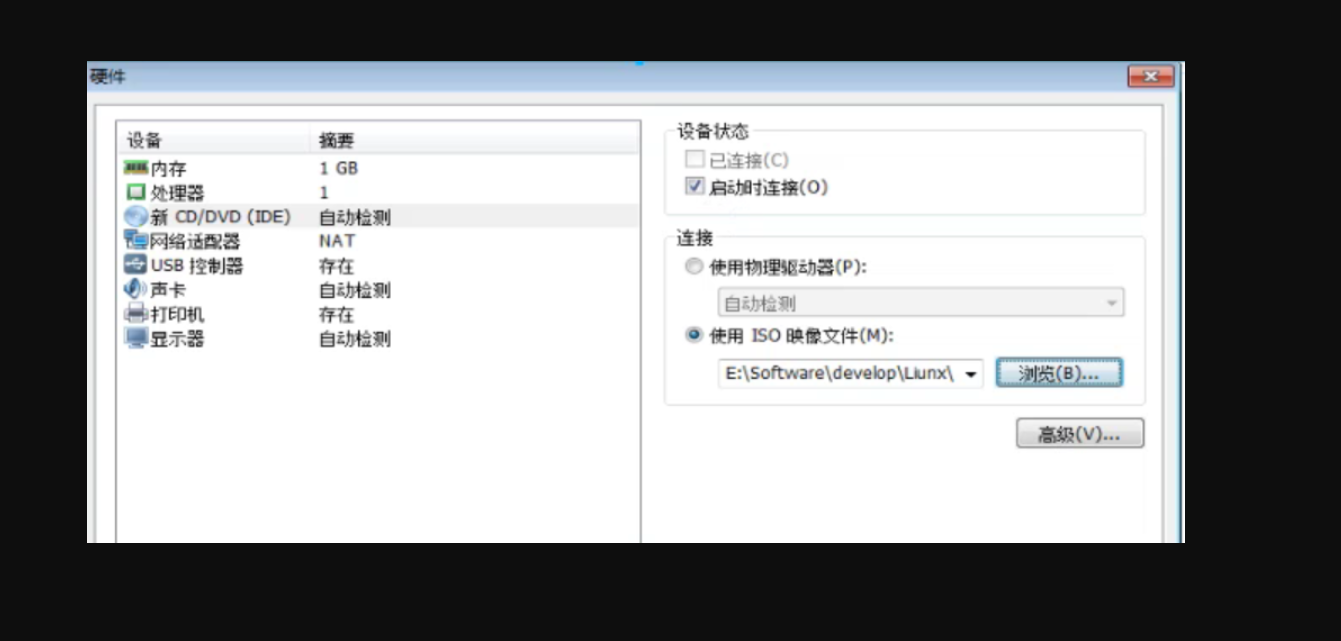 硬件
设备 摘要
内存 1 GB
处理器 1
新 CD/DVD (IDE) 自动检测
网络适配器 NAT
USB 控制器 存在
声卡 自动检测
打印机 存在
显示器 自动检测
设备状态
已连接(C)
启动时连接(O)
连接
使用物理驱动器(P):
自动检测
使用 ISO 映像文件(M):
E:\Software\develop\Liunx\
浏览(B)...
高级(V)...